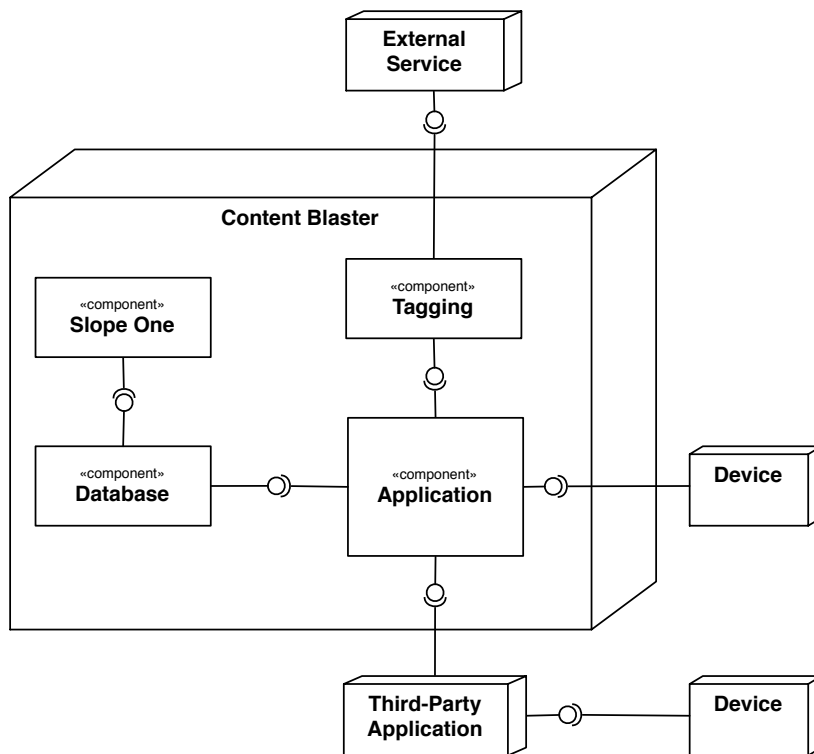 External
Service
Content Blaster
«component»
Slope One
«component»
Tagging
«component»
Database
«component»
Application
Device
Third-Party
Application
Device